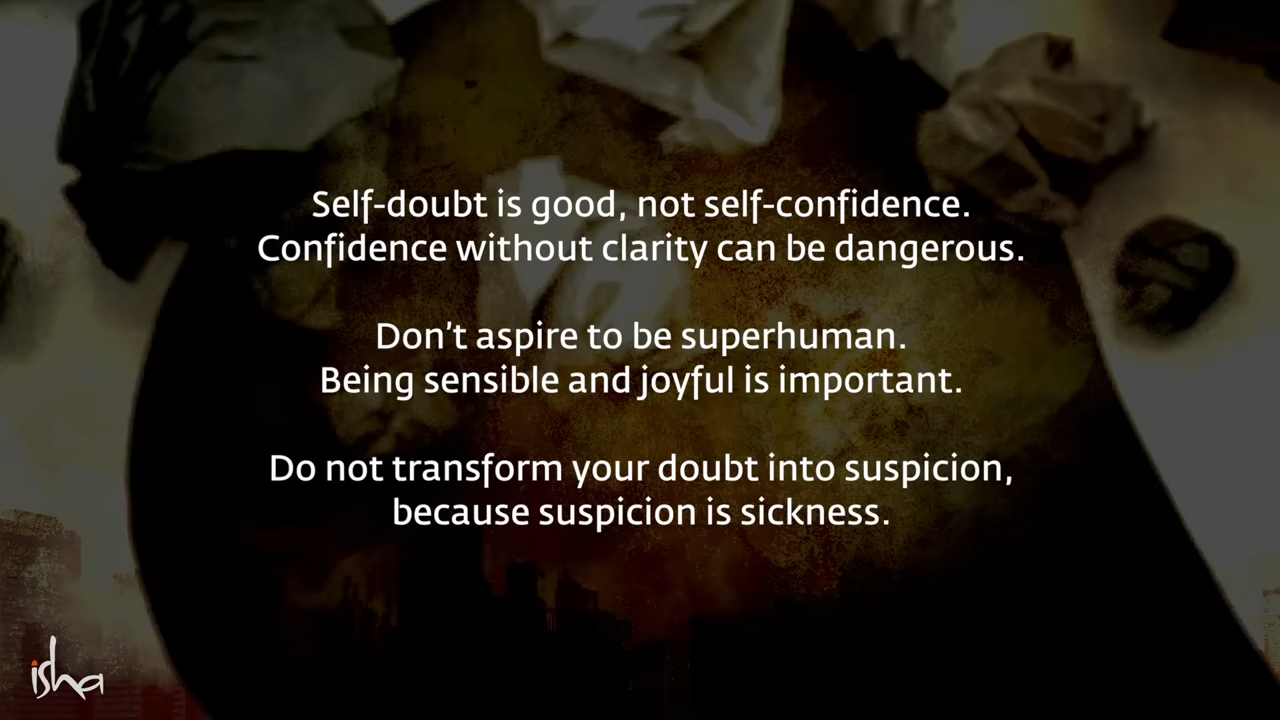 Self-doubt is good, not self-confidence.
Confidence without clarity can be dangerous.
Don’t aspire to be superhuman.
Being sensible and joyful is important.
Do not transform your doubt into suspicion,
because suspicion is sickness.
isha